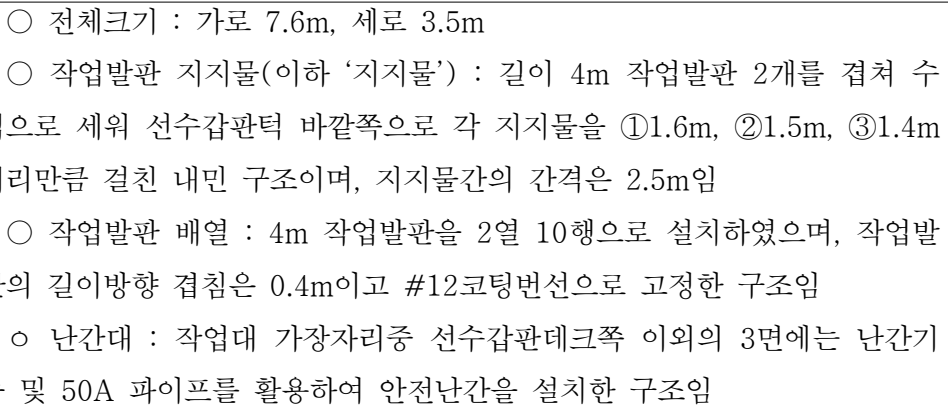 ○ 전체크기 : 가로 7.6m, 세로 3.5m
○ 작업발판 지지물(이하 ‘지지물’) : 길이 4m 작업발판 2개를 겹쳐 수
으로 세워 선수갑판턱 바깥쪽으로 각 지지물을 ①1.6m, ②1.5m, ③1.4m
리만큼 걸친 내민 구조이며, 지지물간의 간격은 2.5m임
○ 작업발판 배열 : 4m 작업발판을 2열 10행으로 설치하였으며, 작업발
의 길이방향 겹침은 0.4m이고 #12코팅번선으로 고정한 구조임
ㅇ 난간대 : 작업대 가장자리중 선수갑판데크쪽 이외의 3면에는 난간기
및 50A 파이프를 활용하여 안전난간을 설치한 구조임